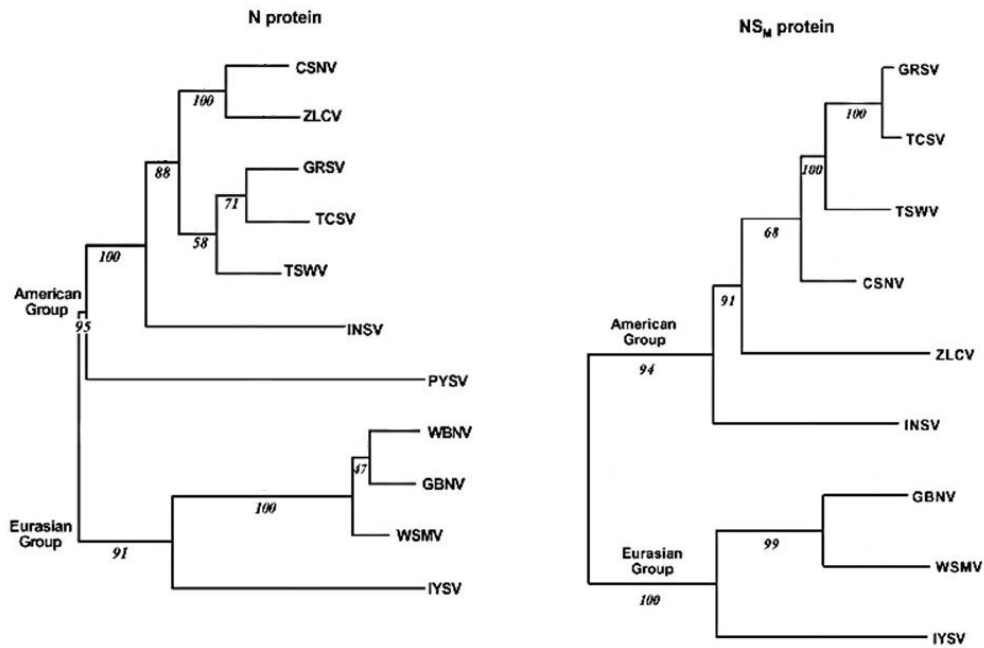 N protein
CSNV
100
ZLCV
88
GRSV
71
TCSV
58
TSWV
100
American
Group
95
INSV
PYSV
WBNV
47
GBNV
100
WSMV
Eurasian
Group
91
IYSV
NSM protein
GRSV
100
TCSV
100
TSWV
68
CSNV
91
American
Group
94
ZLCV
INSV
GBNV
99
Eurasian
Group
WSMV
100
IYSV